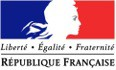 Liberté • Égalité • Fraternité
RÉPUBLIQUE FRANÇAISE